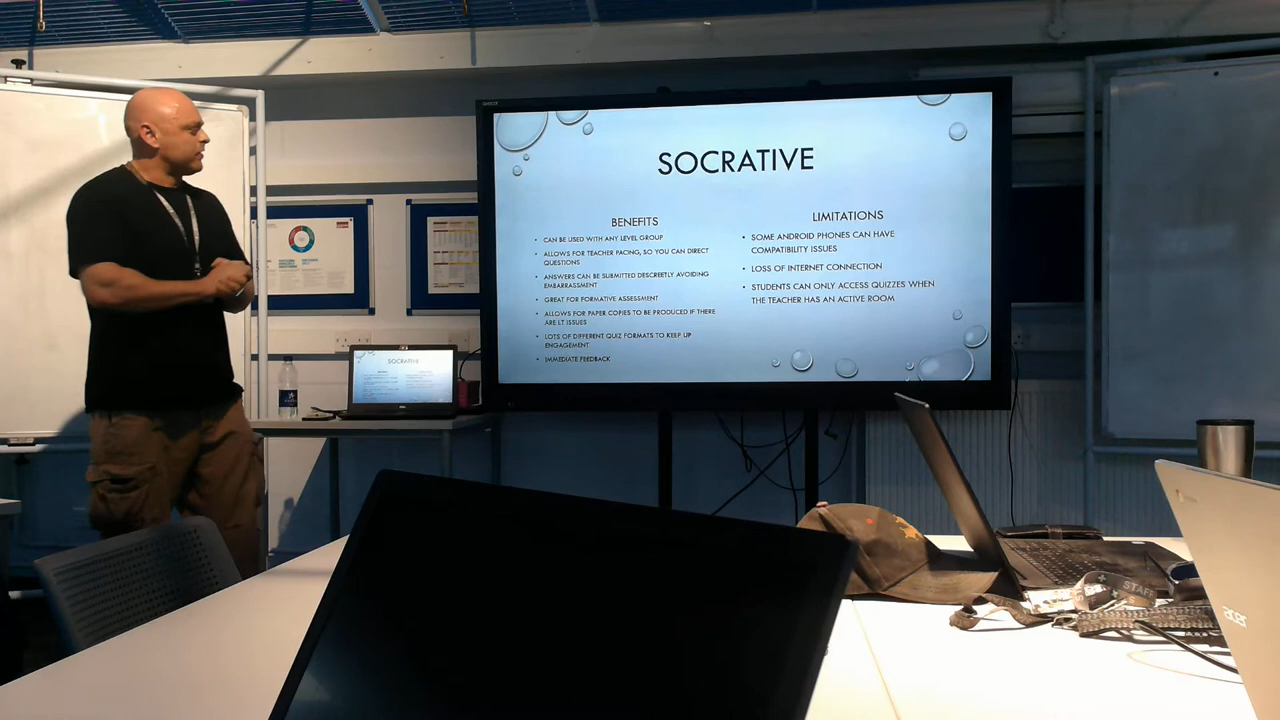 SOCRATIVE
BENEFITS
• CAN BE USED WITH ANY LEVEL GROUP
• ALLOWS FOR TEACHER PACING, SO YOU CAN DIRECT
QUESTIONS
• ANSWERS CAN BE SUBMITTED DESCREETLY AVOIDING
EMBARRASSMENT
• GREAT FOR FORMATIVE ASSESSMENT
• ALLOWS FOR PAPER COPIES TO BE PRODUCED IF THERE
ARE I.T ISSUES
• LOTS OF DIFFERENT QUIZ FORMATS TO KEEP UP
ENGAGEMENT
• IMMEDIATE FEEDBACK
LIMITATIONS
• SOME ANDROID PHONES CAN HAVE
COMPATIBILITY ISSUES
• LOSS OF INTERNET CONNECTION
• STUDENTS CAN ONLY ACCESS QUIZZES WHEN
THE TEACHER HAS AN ACTIVE ROOM
SOCRATIVE
STAFF
acer